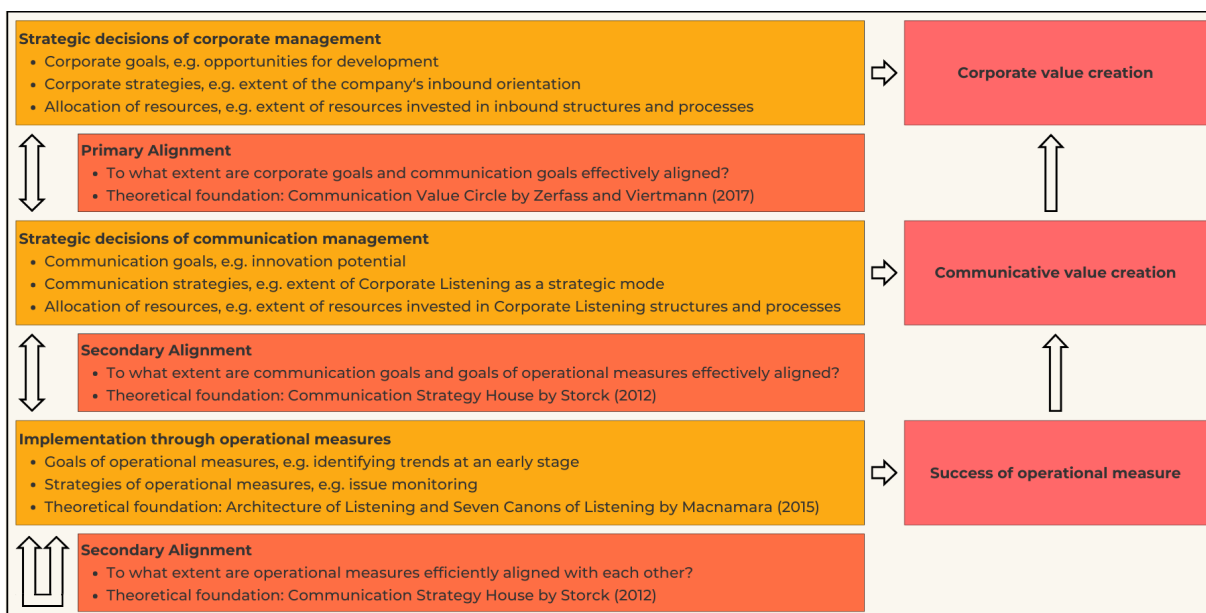 Strategic decisions of corporate management
• Corporate goals, e.g. opportunities for development
• Corporate strategies, e.g. extent of the company‘s inbound orientation
• Allocation of resources, e.g. extent of resources invested in inbound structures and processes
Corporate value creation
Primary Alignment
• To what extent are corporate goals and communication goals effectively aligned?
• Theoretical foundation: Communication Value Circle by Zerfass and Viertmann (2017)
Strategic decisions of communication management
• Communication goals, e.g. innovation potential
• Communication strategies, e.g. extent of Corporate Listening as a strategic mode
• Allocation of resources, e.g. extent of resources invested in Corporate Listening structures and processes
Communicative value creation
Secondary Alignment
• To what extent are communication goals and goals of operational measures effectively aligned?
• Theoretical foundation: Communication Strategy House by Storck (2012)
Implementation through operational measures
• Goals of operational measures, e.g. identifying trends at an early stage
• Strategies of operational measures, e.g. issue monitoring
• Theoretical foundation: Architecture of Listening and Seven Canons of Listening by Macnamara (2015)
Success of operational measure
Secondary Alignment
• To what extent are operational measures efficiently aligned with each other?
• Theoretical foundation: Communication Strategy House by Storck (2012)